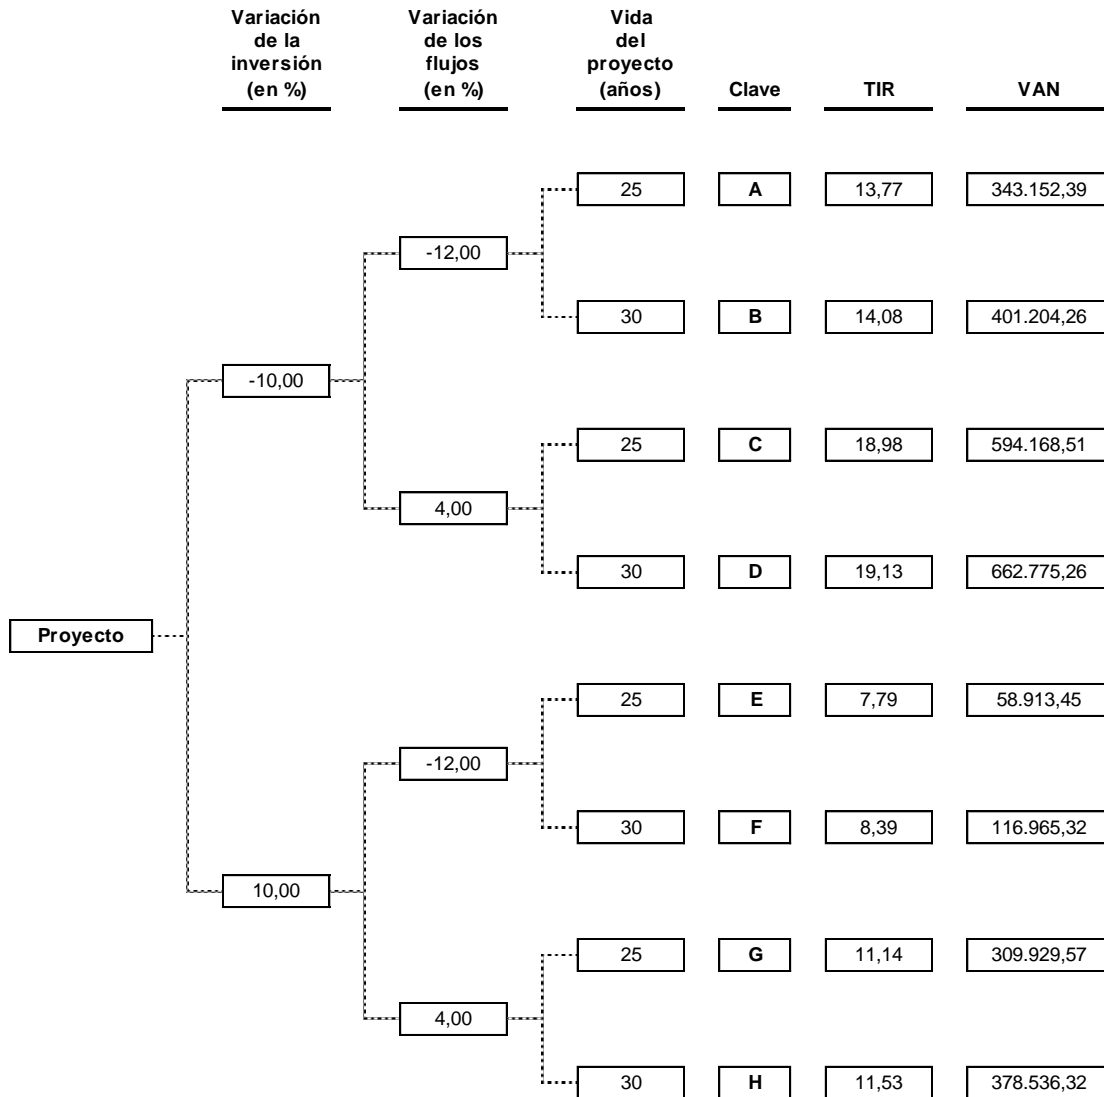 Variación
de la
inversión
(en %)
Variación
de los
flujos
(en %)
Vida
del
proyecto
(años)
Clave
TIR
VAN
25
A
13,77
343.152,39
-12,00
30
B
14,08
401.204,26
-10,00
25
C
18,98
594.168,51
4,00
30
D
19,13
662.775,26
Proyecto
25
E
7,79
58.913,45
-12,00
30
F
8,39
116.965,32
10,00
25
G
11,14
309.929,57
4,00
30
H
11,53
378.536,32